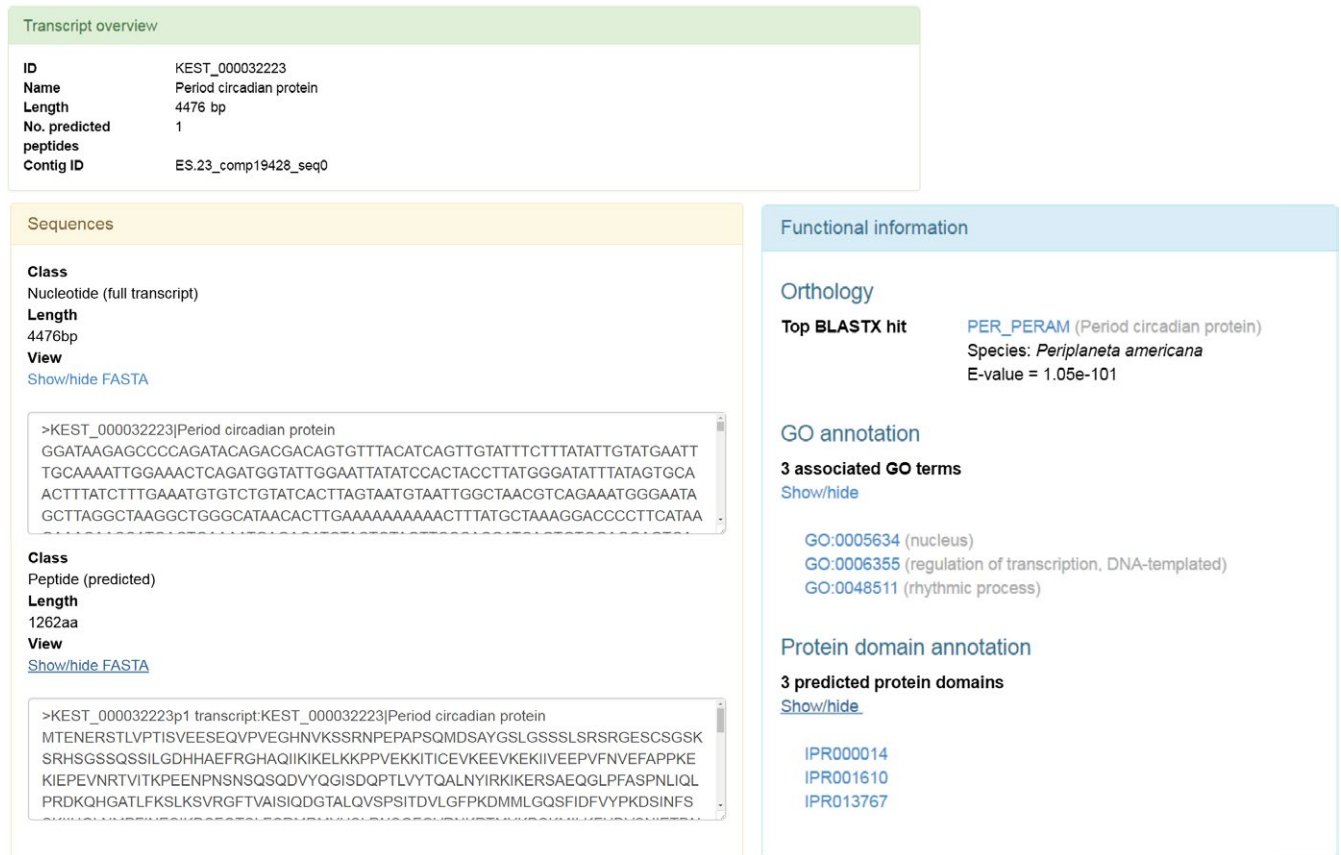 Transcript overview
ID KEST_000032223
Name Period circadian protein
Length 4476 bp
No. predicted peptides 1
Contig ID ES.23_comp19428_seq0
Sequences
Class
Nucleotide (full transcript)
Length
4476bp
View
Show/hide FASTA
>KEST_000032223|Period circadian protein
GGATAAGAGCCCCAGATACAGACGACAGTGTTTACATCAGTTGTATTTCTTTATATTGTATGAATT
TGCAAAATTGGAAACTCAGATGGTATTGGAATTATATCCACTACCTTATGGGATATTTATAGTGCA
ACTTTATCTTTGAAATGTGTCTGTATCACTTAGTAATGTAATTGGCTAACGTCAGAAATGGGAATA
GCTTAGGCTAAGGCTGGGCATAACACTTGAAAAAAAAAACTTTATGCTAAAGGACCCCTTCATAA
Class
Peptide (predicted)
Length
1262aa
View
Show/hide FASTA
>KEST_000032223p1 transcript:KEST_000032223|Period circadian protein
MTENERSTLVPTISVEESEQVPVEGHNVKSSRNPEPAPSQMDSAYGSLGSSSLSRSRGESCSGSK
SRHSGSSQSSILGDHHAEFRGHAQIIKIKELKKPPVEKKITICEVKEEVKEKIIVEEPVFNVEFAPPKE
KIEPEVNRTVITKPEENPNSNSQSQDVYQGISDQPTLVYTQALNYIRKIKERSAEQGLPFASPNLIQL
PRDKQHGATLFKSLKSVRGFTVAISIQDGTALQVSPSITDVLGFPKDMMLGQSFIDFVYPKDSINFS
Functional information
Orthology
Top BLASTX hit PER_PERAM (Period circadian protein)
Species: Periplaneta americana
E-value = 1.05e-101
GO annotation
3 associated GO terms
Show/hide
GO:0005634 (nucleus)
GO:0006355 (regulation of transcription, DNA-templated)
GO:0048511 (rhythmic process)
Protein domain annotation
3 predicted protein domains
Show/hide
IPR000014
IPR001610
IPR013767